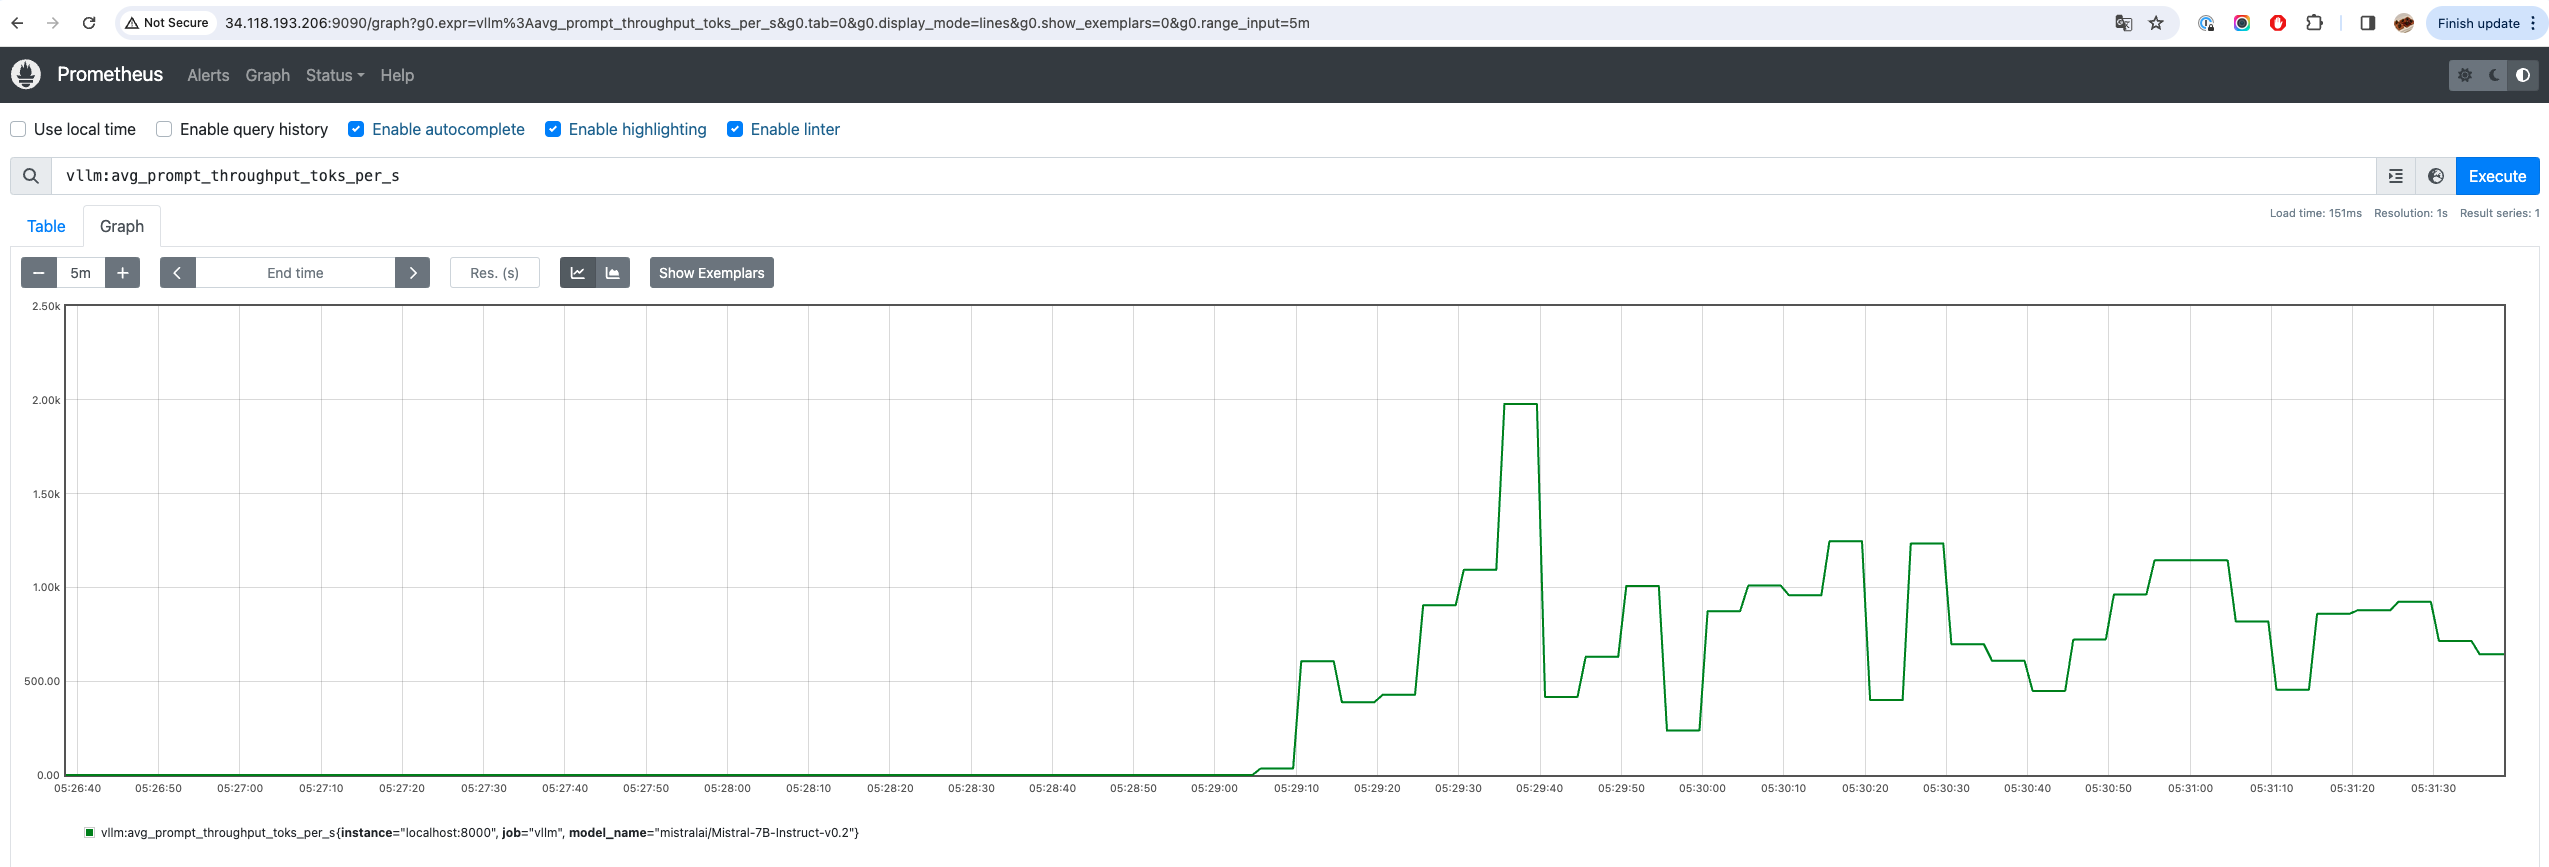 Not Secure 34.118.193.206:9090/graph?g0.expr=vllm%3Aavg_prompt_throughput_toks_per_s&g0.tab=0&g0.display_mode=lines&g0.show_exemplars=0&g0.range_input=5m Finish update
Prometheus Alerts Graph Status Help
Use local time Enable query history Enable autocomplete Enable highlighting Enable linter
vllm:avg_prompt_throughput_toks_per_s Execute
Table Graph Load time: 151ms Resolution: 1s Result series: 1
5m End time Res. (s) Show Exemplars
2.50k
2.00k
1.50k
1.00k
500.00
0.00
05:26:40 05:26:50 05:27:00 05:27:10 05:27:20 05:27:30 05:27:40 05:27:50 05:28:00 05:28:10 05:28:20 05:28:30 05:28:40 05:28:50 05:29:00 05:29:10 05:29:20 05:29:30 05:29:40 05:29:50 05:30:00 05:30:10 05:30:20 05:30:30 05:30:40 05:30:50 05:31:00 05:31:10 05:31:20 05:31:30
vllm:avg_prompt_throughput_toks_per_s{instance="localhost:8000", job="vllm", model_name="mistralai/Mistral-7B-Instruct-v0.2"}